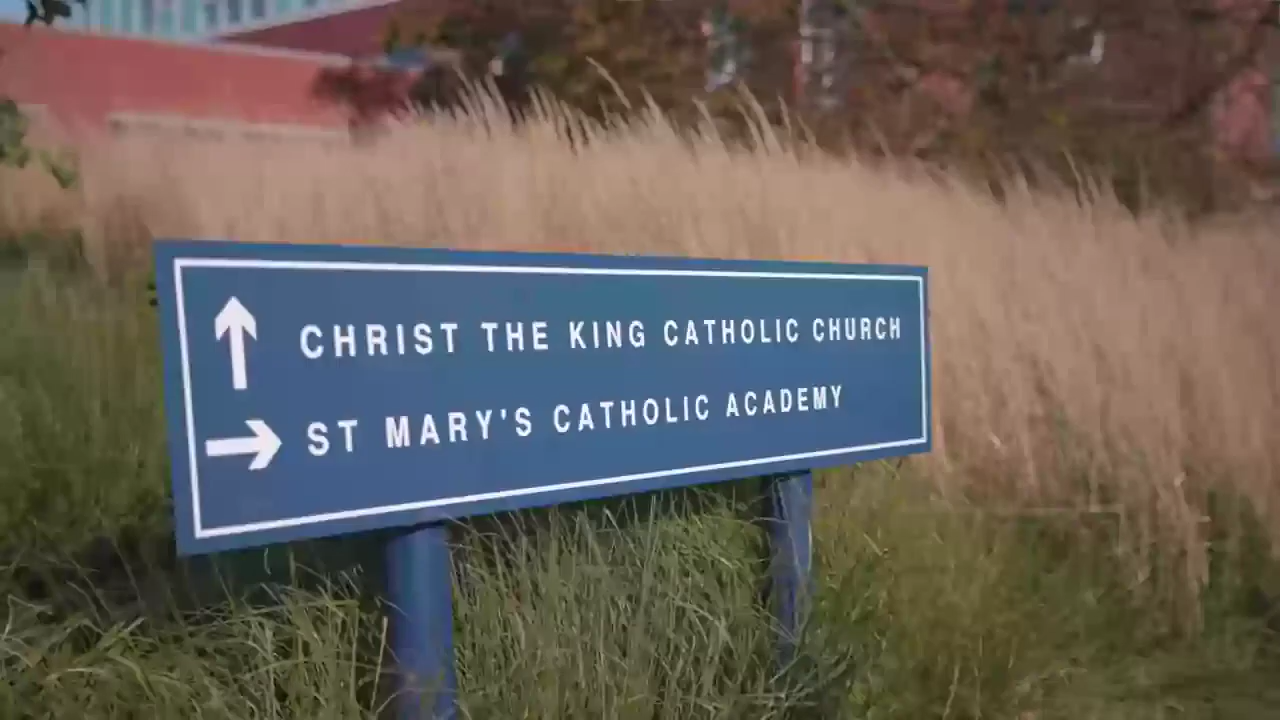 CHRIST THE KING CATHOLIC CHURCH
ST MARY'S CATHOLIC ACADEMY